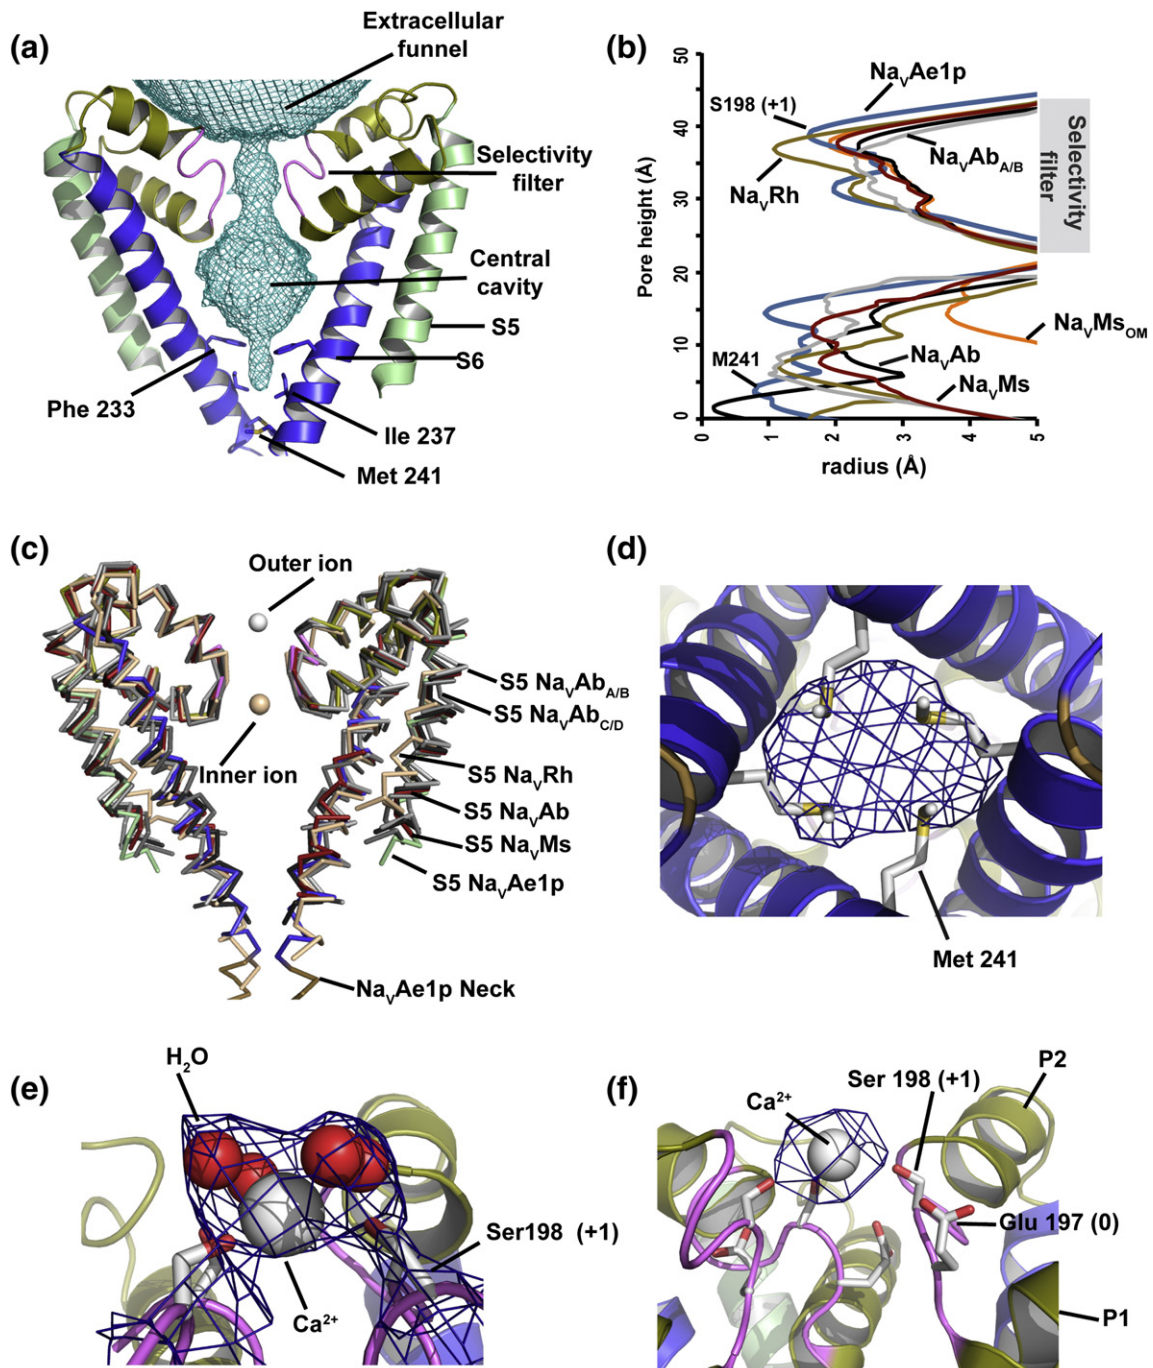 (a)
Extracellular
funnel
Selectivity
filter
Central
cavity
S5
S6
Phe 233
Ile 237
Met 241
(b)
Pore height (Å)
50
40
30
20
10
0
0 1 2 3 4 5
radius (Å)
NaVAe1p
S198 (+1)
NaVAbA/B
NaVRh
Selectivity
filter
NaVMsOM
M241
NaVAb
NaVMs
(c)
Outer ion
Inner ion
S5 NaVAbA/B
S5 NaVAbC/D
S5 NaVRh
S5 NaVAb
S5 NaVMs
S5 NaVAe1p
NaVAe1p Neck
(d)
Met 241
(e)
H2O
Ser198 (+1)
Ca2+
(f)
Ca2+
Ser 198 (+1)
P2
Glu 197 (0)
P1